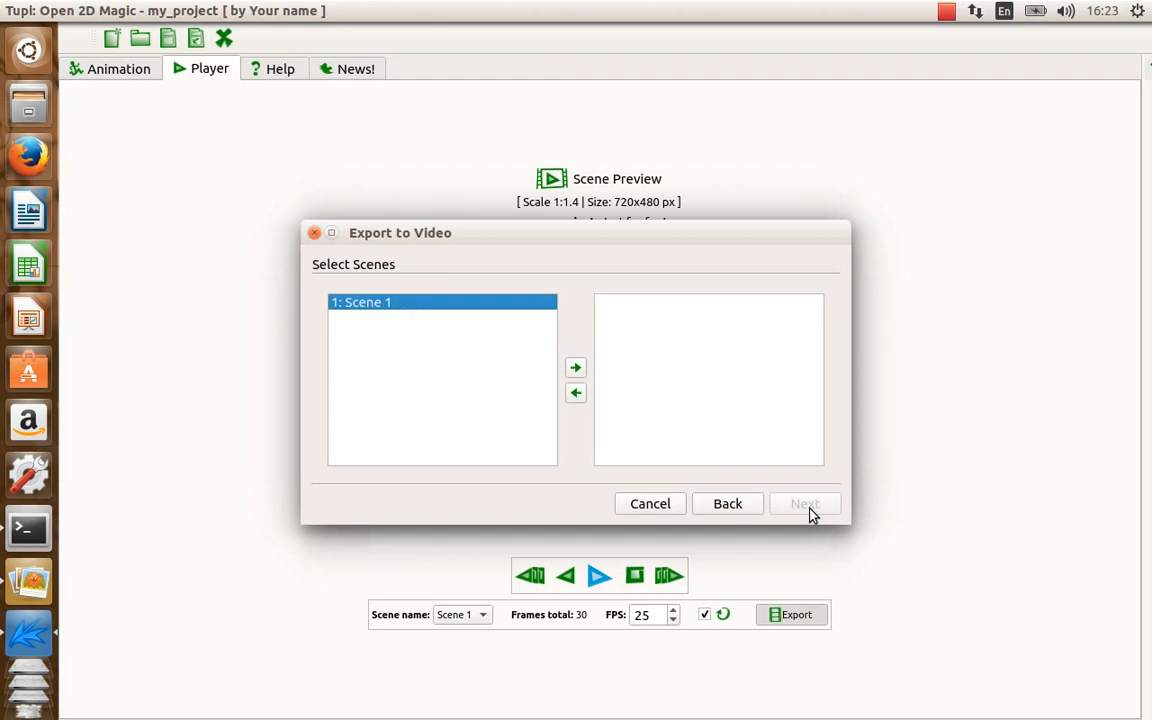 Tupi: Open 2D Magic - my_project [ by Your name ]
En
16:23
Animation
Player
Help
News!
Scene Preview
[ Scale 1:1.4 | Size: 720x480 px ]
Export to Video
Select Scenes
1: Scene 1
Cancel
Back
Next
Scene name:
Scene 1
Frames total: 30
FPS:
25
Export